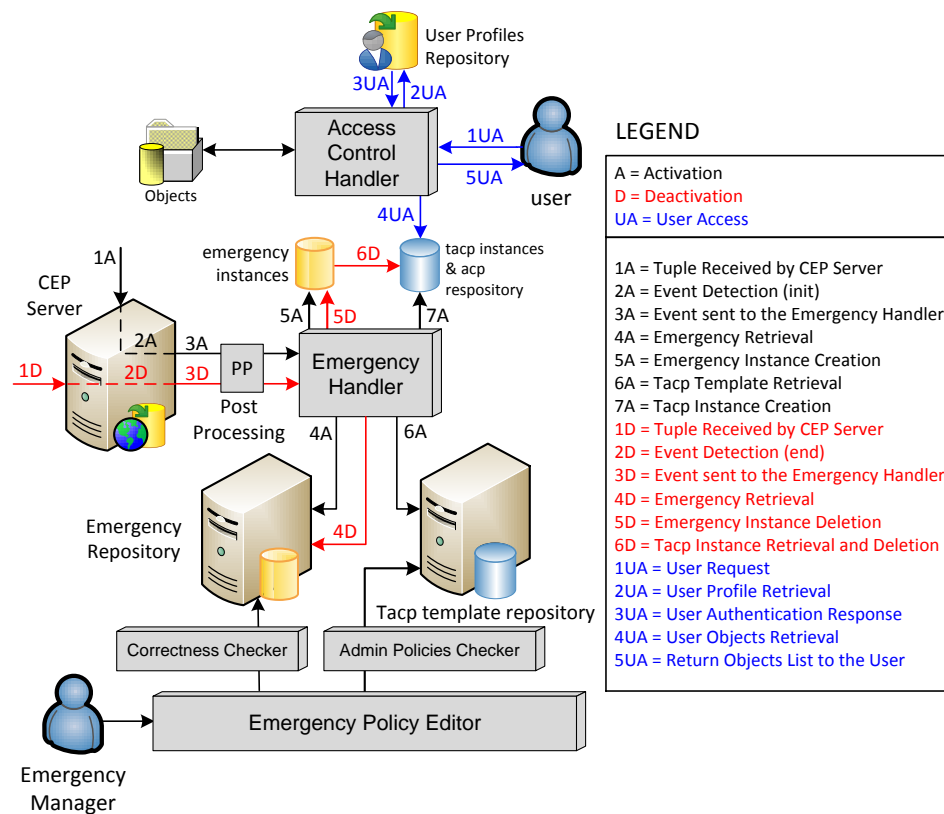 User Profiles
Repository
3UA
2UA
Access
Control
Handler
1UA
5UA
user
Objects
4UA
emergency
instances
6D
tacp instances
& acp
respository
1A
CEP
Server
5A
5D
7A
2A
3A
PP
Emergency
Handler
1D
2D
3D
Post
Processing
4A
6A
Emergency
Repository
4D
Tacp template repository
Correctness Checker
Admin Policies Checker
Emergency Policy Editor
Emergency
Manager
LEGEND
A = Activation
D = Deactivation
UA = User Access
1A = Tuple Received by CEP Server
2A = Event Detection (init)
3A = Event sent to the Emergency Handler
4A = Emergency Retrieval
5A = Emergency Instance Creation
6A = Tacp Template Retrieval
7A = Tacp Instance Creation
1D = Tuple Received by CEP Server
2D = Event Detection (end)
3D = Event sent to the Emergency Handler
4D = Emergency Retrieval
5D = Emergency Instance Deletion
6D = Tacp Instance Retrieval and Deletion
1UA = User Request
2UA = User Profile Retrieval
3UA = User Authentication Response
4UA = User Objects Retrieval
5UA = Return Objects List to the User